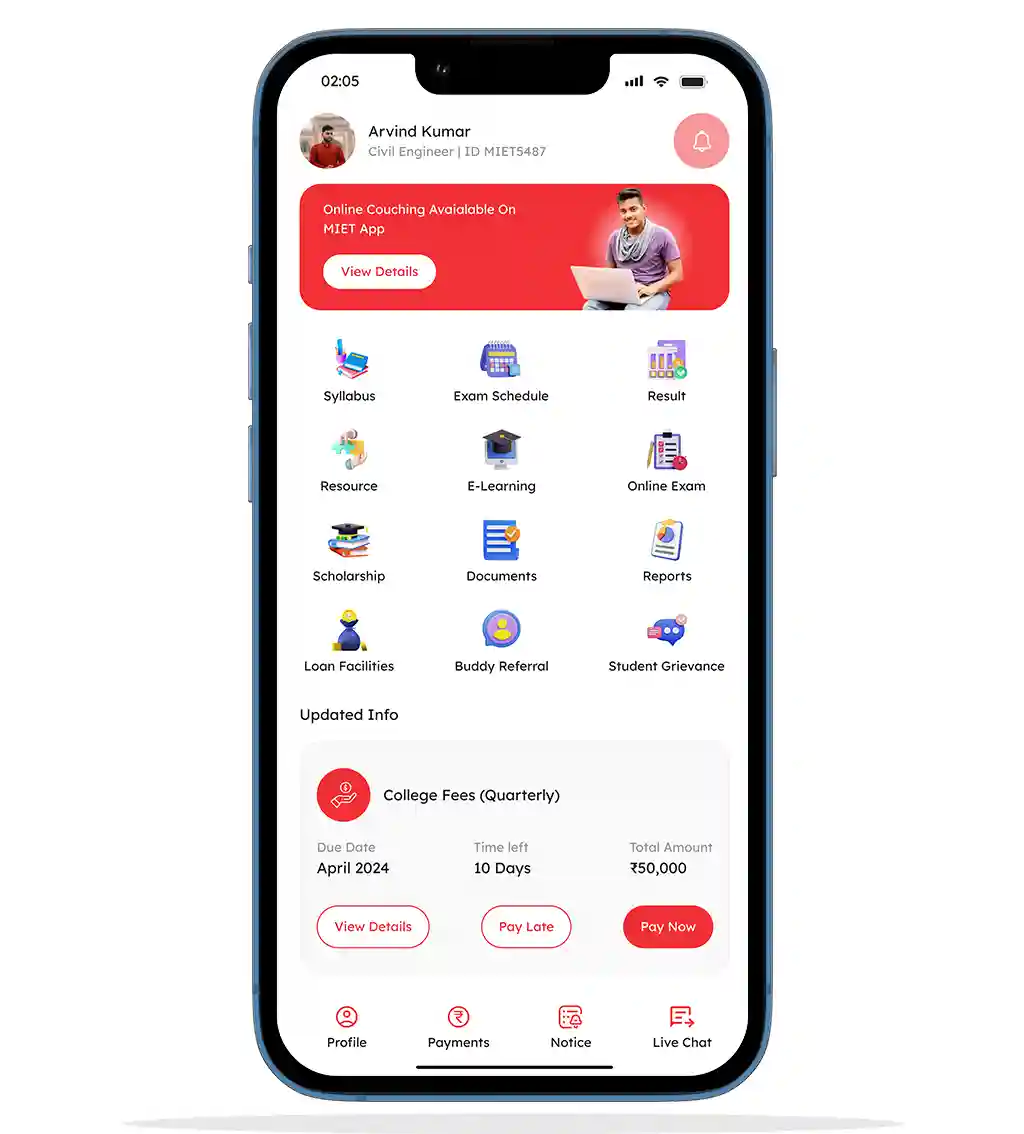 02:05
Arvind Kumar
Civil Engineer | ID MIET5487
Online Couching Avaialable On
MIET App
View Details
Syllabus
Exam Schedule
Result
Resource
E-Learning
Online Exam
Scholarship
Documents
Reports
Loan Facilities
Buddy Referral
Student Grievance
Updated Info
College Fees (Quarterly)
Due Date
Time left
Total Amount
April 2024
10 Days
₹50,000
View Details
Pay Late
Pay Now
Profile
Payments
Notice
Live Chat